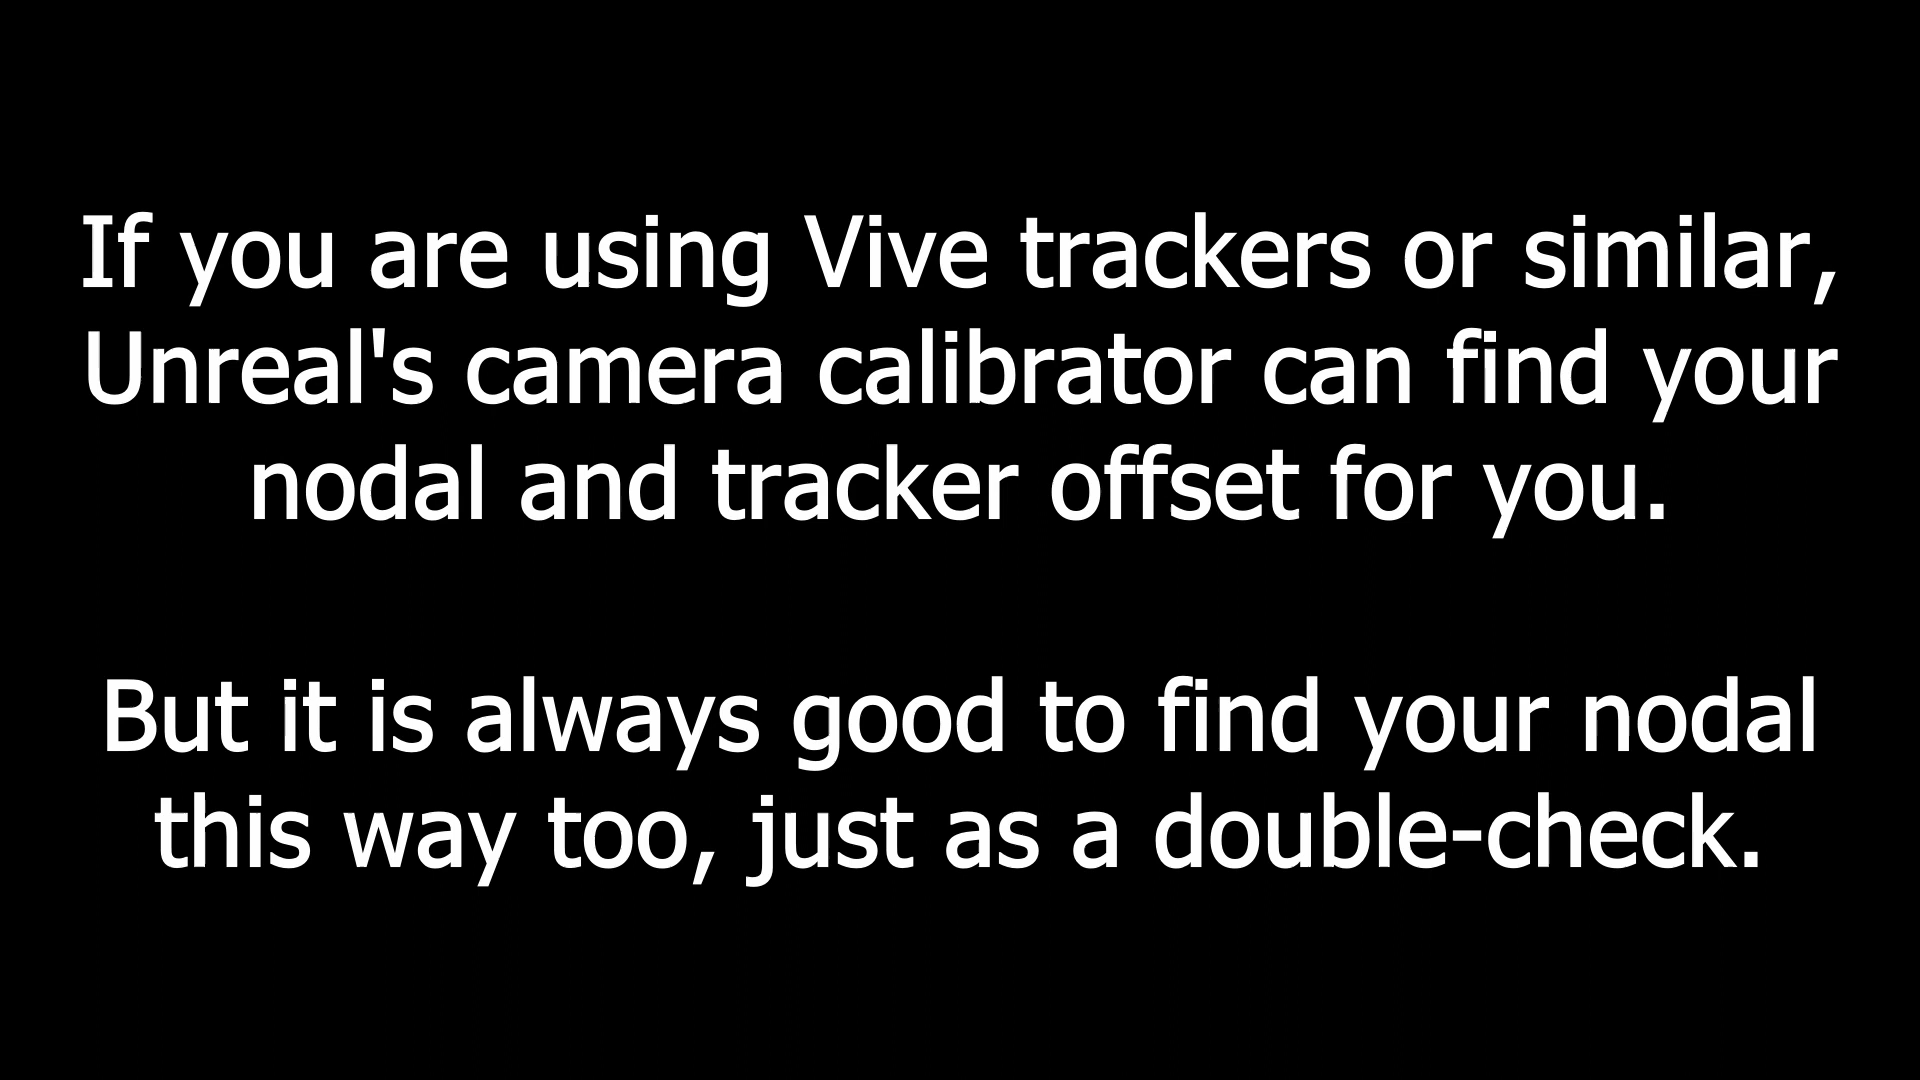 If you are using Vive trackers or similar,
Unreal's camera calibrator can find your
nodal and tracker offset for you.
But it is always good to find your nodal
this way too, just as a double-check.